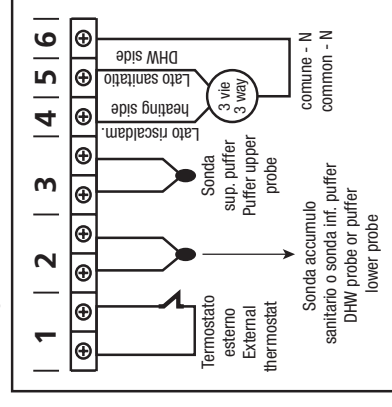 1 2 3 4 5 6
Termostato
esterno
External
thermostat
Sonda accumulo
sanitario o sonda inf. puffer
DHW probe or puffer
lower probe
Sonda
sup. puffer
Puffer upper
probe
Lato riscaldam.
heating side
Lato sanitatio
DHW side
3 vie
3 way
comune - N
common - N